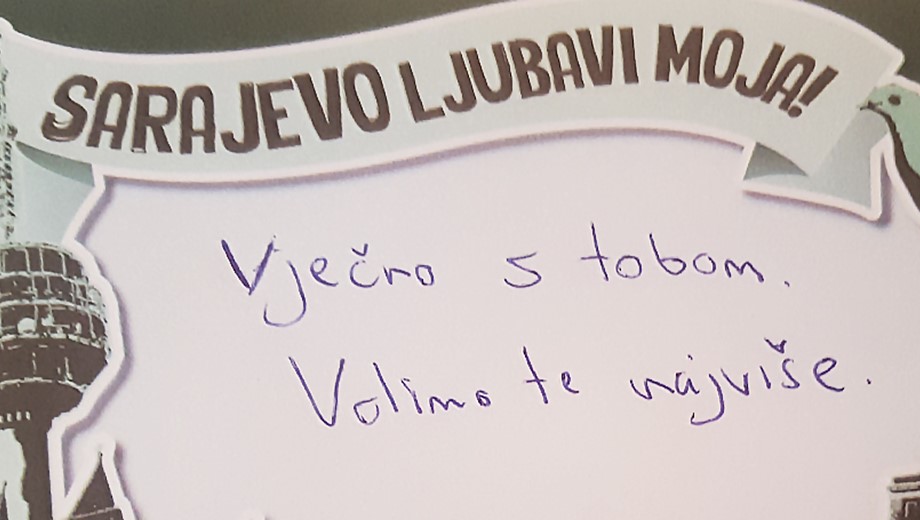 SARAJEVO LJUBAVI MOJA!
Vječno s tobom.
Volimo te najviše.